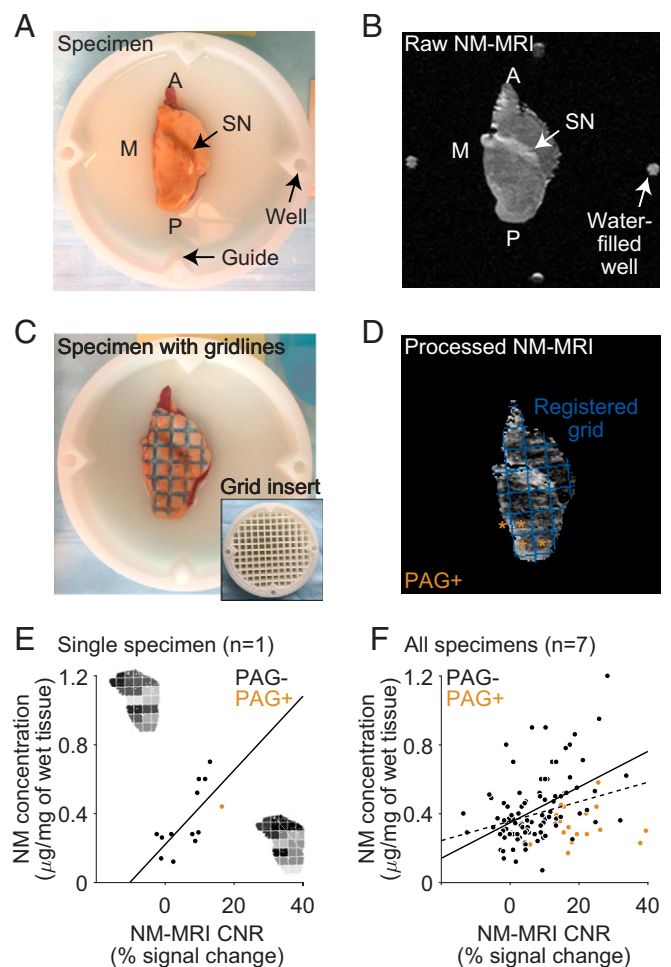 A
Specimen
A
SN
M
Well
P
Guide
B
Raw NM-MRI
A
SN
M
P
Water-
filled
well
C
Specimen with gridlines
Grid insert
D
Processed NM-MRI
Registered
grid
* *
* *
PAG+
E Single specimen (n=1)
1.2
0.8
0.4
0
NM concentration
(μg/mg of wet tissue)
PAG-
PAG+
0 20 40
NM-MRI CNR
(% signal change)
F All specimens (n=7)
1.2
0.8
0.4
0
NM concentration
(μg/mg of wet tissue)
PAG-
PAG+
0 20 40
NM-MRI CNR
(% signal change)